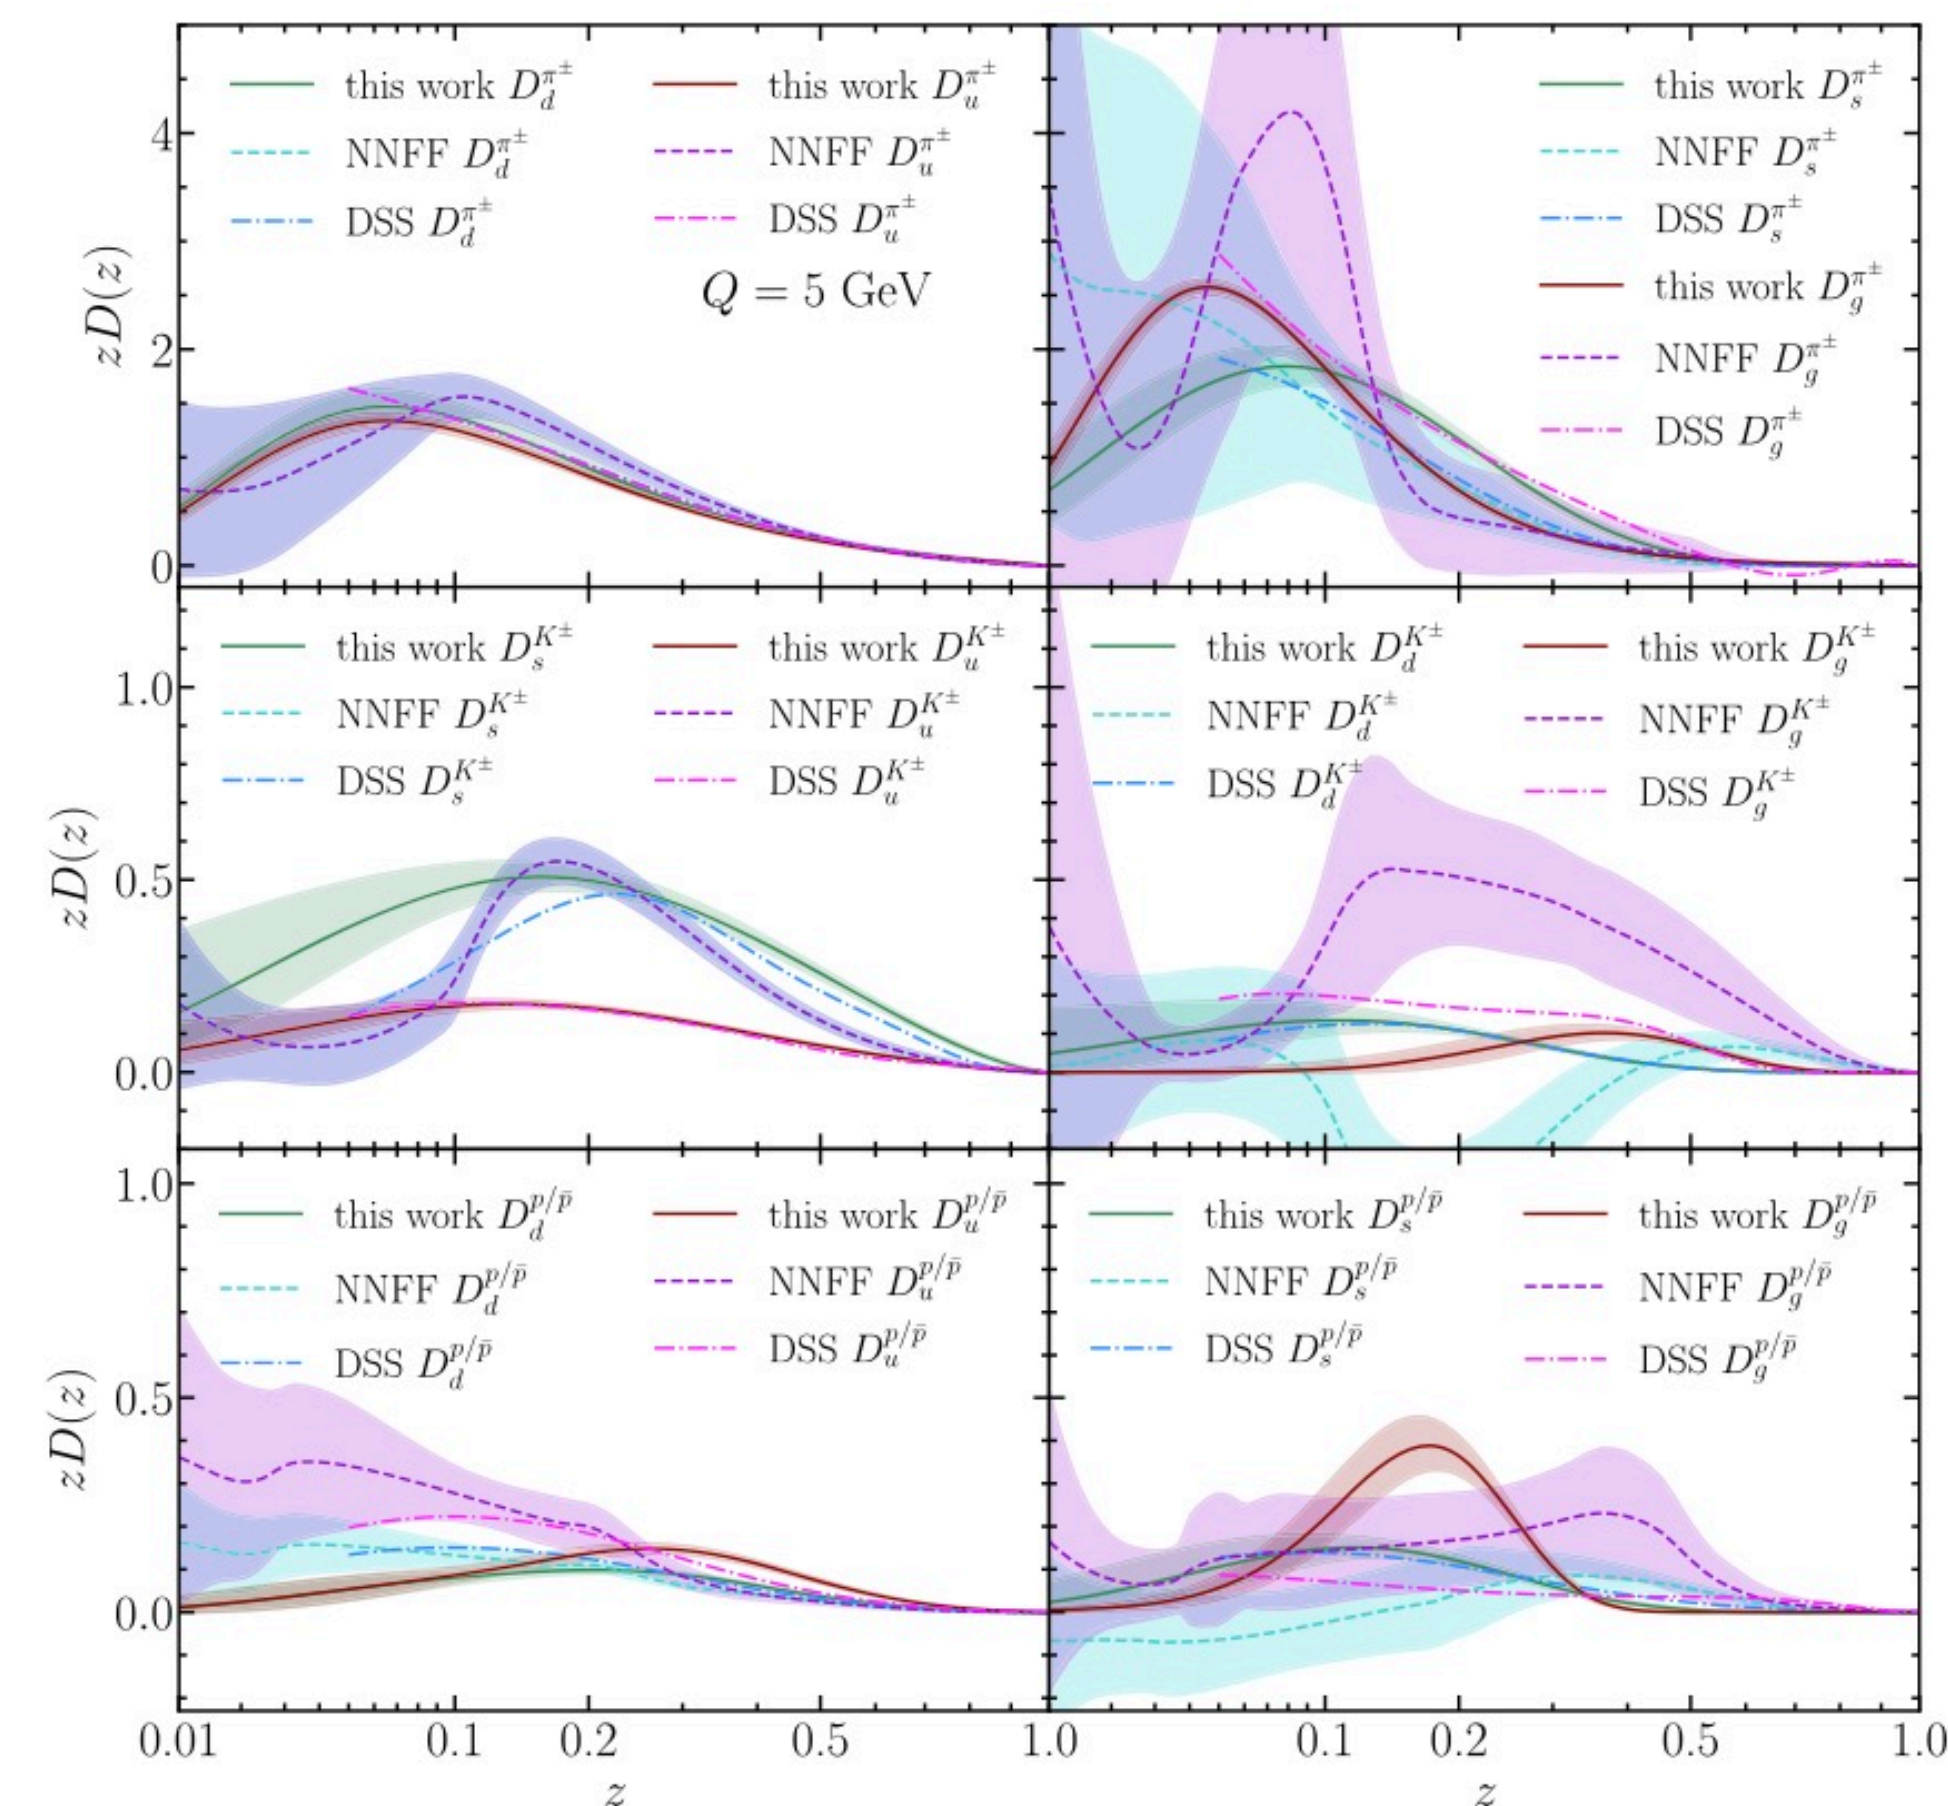 this work $D_d^{\pi^\pm}$ this work $D_u^{\pi^\pm}$
NNFF $D_d^{\pi^\pm}$ NNFF $D_u^{\pi^\pm}$
DSS $D_d^{\pi^\pm}$ DSS $D_u^{\pi^\pm}$
Q = 5 GeV
zD(z)
4
2
0
this work $D_s^{\pi^\pm}$
NNFF $D_s^{\pi^\pm}$
DSS $D_s^{\pi^\pm}$
this work $D_g^{\pi^\pm}$
NNFF $D_g^{\pi^\pm}$
DSS $D_g^{\pi^\pm}$
this work $D_s^{K^\pm}$ this work $D_u^{K^\pm}$
NNFF $D_s^{K^\pm}$ NNFF $D_u^{K^\pm}$
DSS $D_s^{K^\pm}$ DSS $D_u^{K^\pm}$
zD(z)
1.0
0.5
0.0
this work $D_d^{K^\pm}$ this work $D_g^{K^\pm}$
NNFF $D_d^{K^\pm}$ NNFF $D_g^{K^\pm}$
DSS $D_d^{K^\pm}$ DSS $D_g^{K^\pm}$
this work $D_d^{p/\bar{p}}$ this work $D_u^{p/\bar{p}}$
NNFF $D_d^{p/\bar{p}}$ NNFF $D_u^{p/\bar{p}}$
DSS $D_d^{p/\bar{p}}$ DSS $D_u^{p/\bar{p}}$
zD(z)
1.0
0.5
0.0
this work $D_s^{p/\bar{p}}$ this work $D_g^{p/\bar{p}}$
NNFF $D_s^{p/\bar{p}}$ NNFF $D_g^{p/\bar{p}}$
DSS $D_s^{p/\bar{p}}$ DSS $D_g^{p/\bar{p}}$
0.01 0.1 0.2 0.5 1.0 0.1 0.2 0.5 1.0
z z